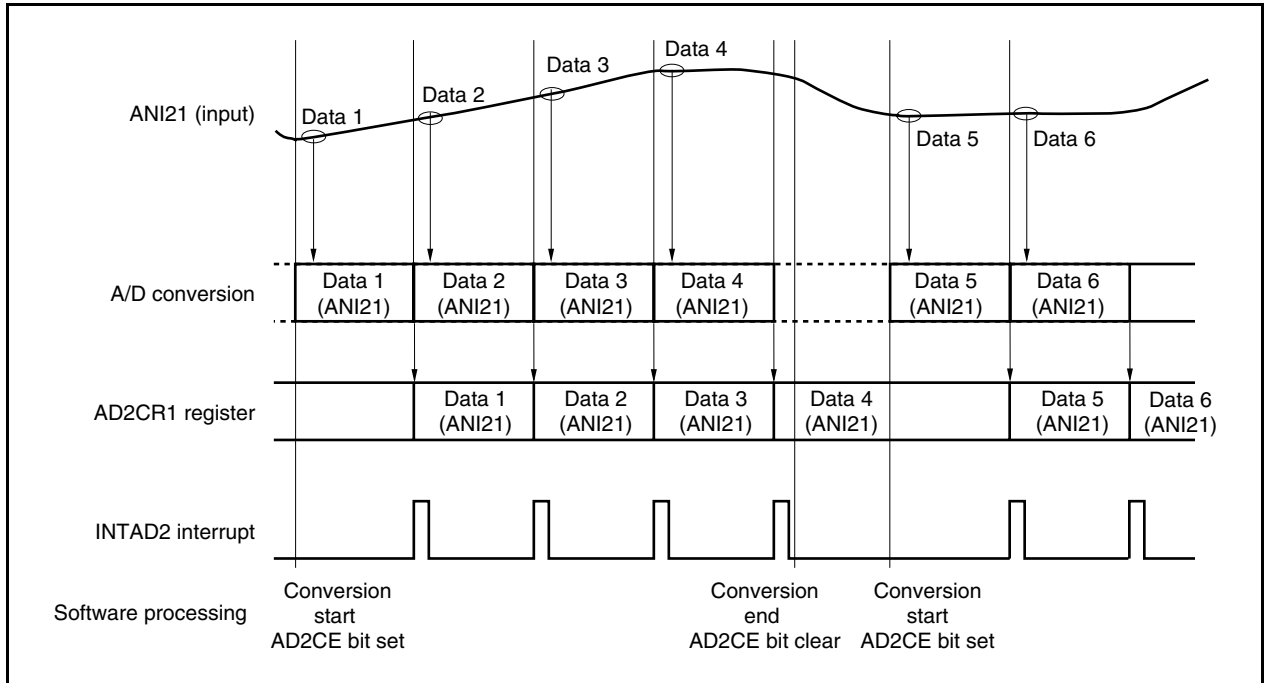 ANI21 (input)
Data 1
Data 2
Data 3
Data 4
Data 5
Data 6
A/D conversion
Data 1
(ANI21)
Data 2
(ANI21)
Data 3
(ANI21)
Data 4
(ANI21)
Data 5
(ANI21)
Data 6
(ANI21)
AD2CR1 register
Data 1
(ANI21)
Data 2
(ANI21)
Data 3
(ANI21)
Data 4
(ANI21)
Data 5
(ANI21)
Data 6
(ANI21)
INTAD2 interrupt
Software processing
Conversion
start
AD2CE bit set
Conversion
end
AD2CE bit clear
Conversion
start
AD2CE bit set